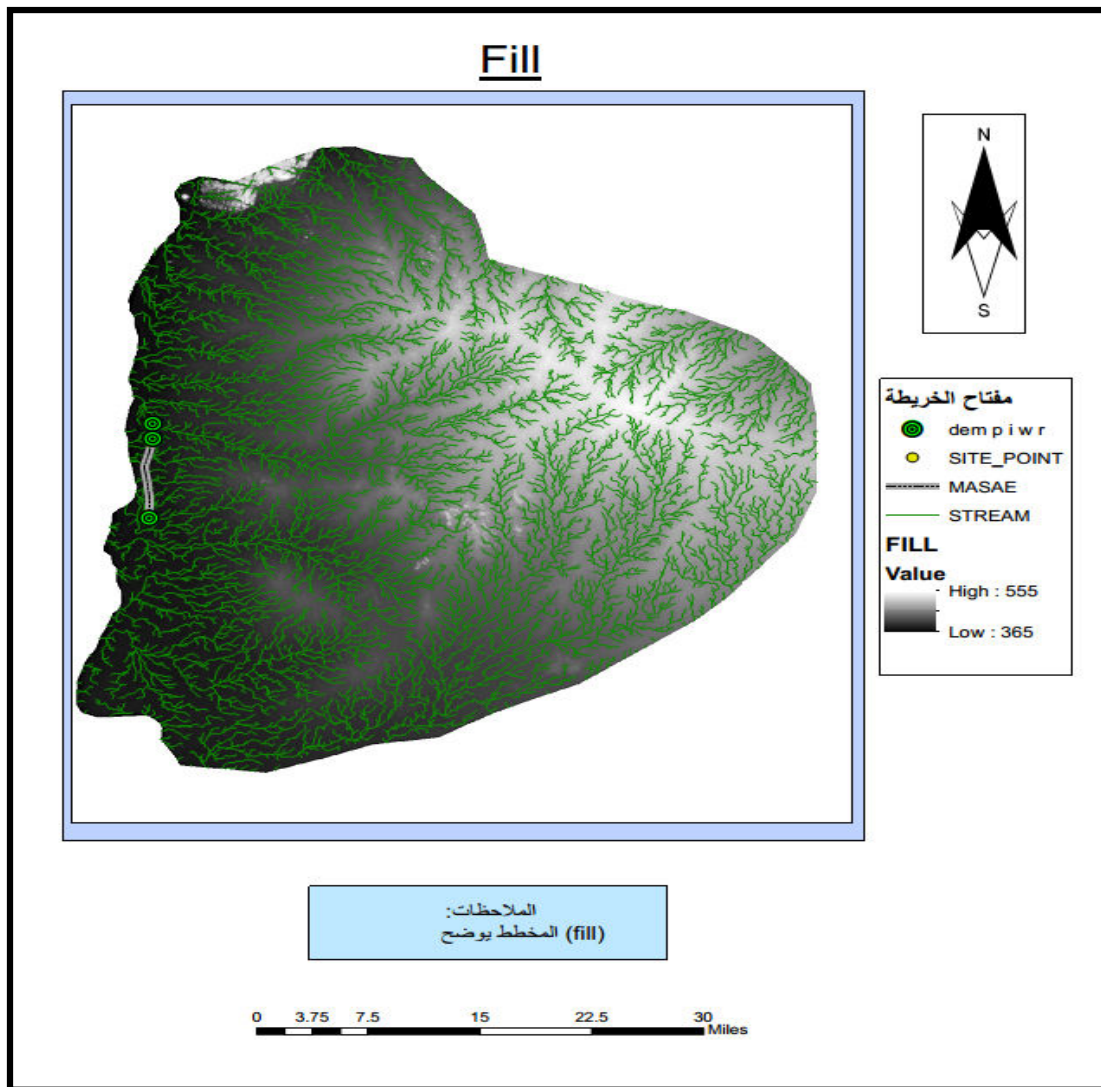 Fill
N
S
مفتاح الخريطة
dem p i w r
SITE_POINT
MASAE
STREAM
FILL
Value
High : 555
Low : 365
الملاحظات:
المخطط يوضح (fill)
0 3.75 7.5 15 22.5 30
Miles